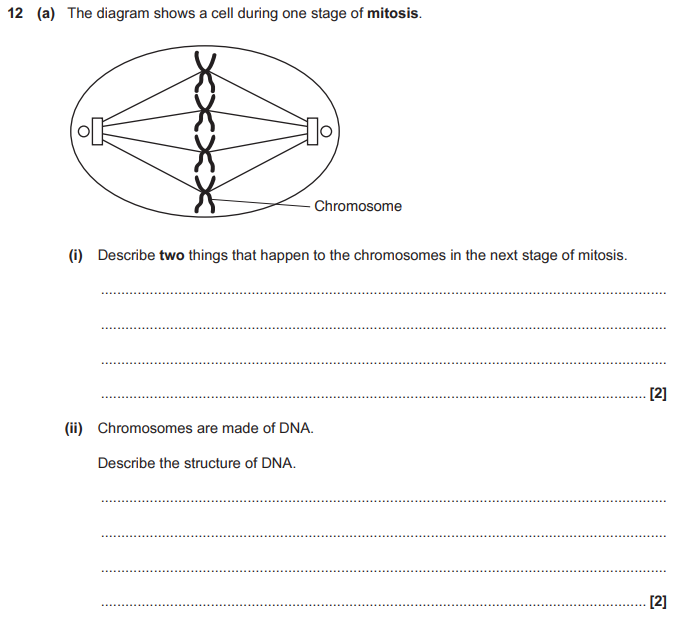 12 (a) The diagram shows a cell during one stage of mitosis.
Chromosome
(i) Describe two things that happen to the chromosomes in the next stage of mitosis.
[2]
(ii) Chromosomes are made of DNA.
Describe the structure of DNA.
[2]